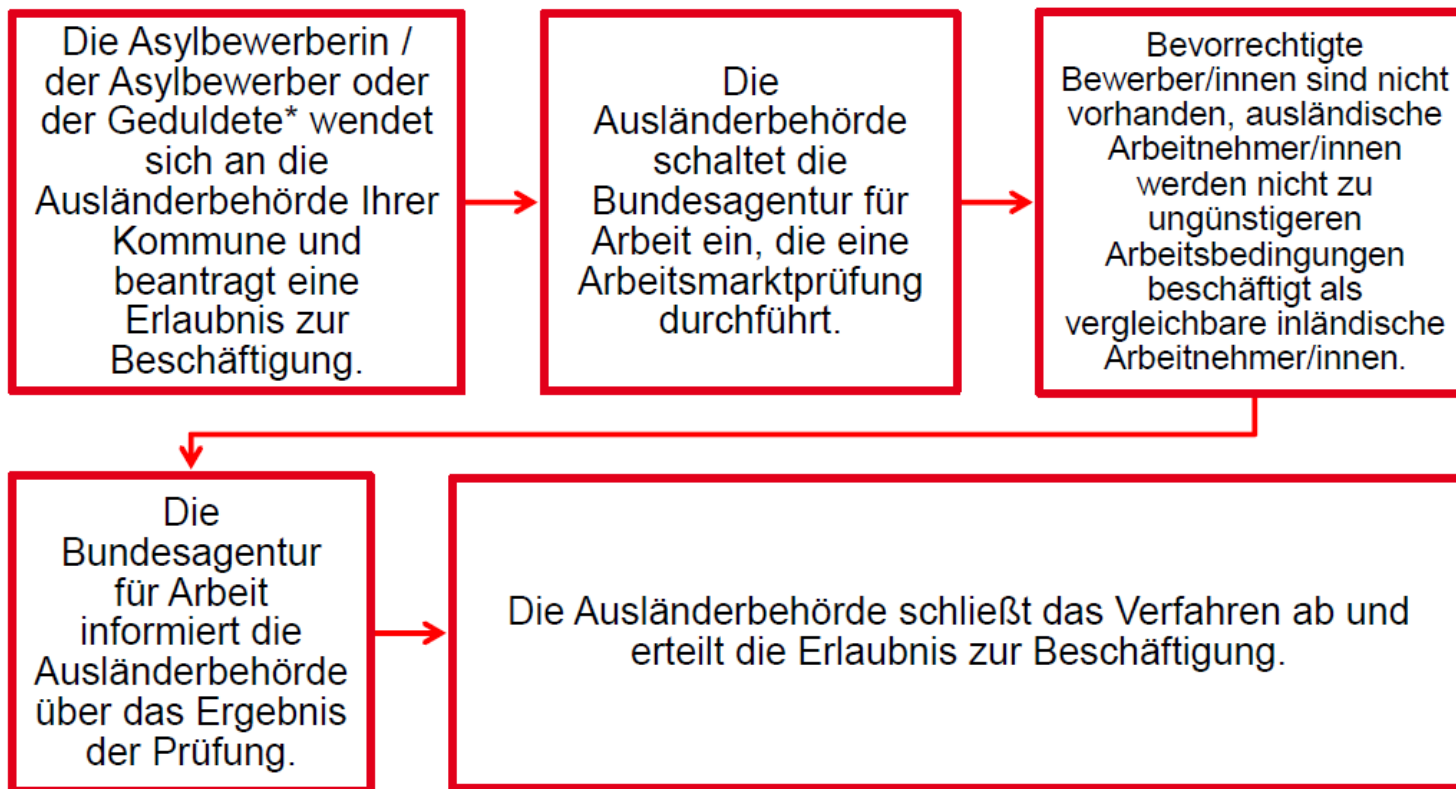 Die Asylbewerberin /
der Asylbewerber oder
der Geduldete* wendet
sich an die
Ausländerbehörde Ihrer
Kommune und
beantragt eine
Erlaubnis zur
Beschäftigung.
Die
Ausländerbehörde
schaltet die
Bundesagentur für
Arbeit ein, die eine
Arbeitsmarktprüfung
durchführt.
Bevorrechtigte
Bewerber/innen sind nicht
vorhanden, ausländische
Arbeitnehmer/innen
werden nicht zu
ungünstigeren
Arbeitsbedingungen
beschäftigt als
vergleichbare inländische
Arbeitnehmer/innen.
Die
Bundesagentur
für Arbeit
informiert die
Ausländerbehörde
über das Ergebnis
der Prüfung.
Die Ausländerbehörde schließt das Verfahren ab und
erteilt die Erlaubnis zur Beschäftigung.